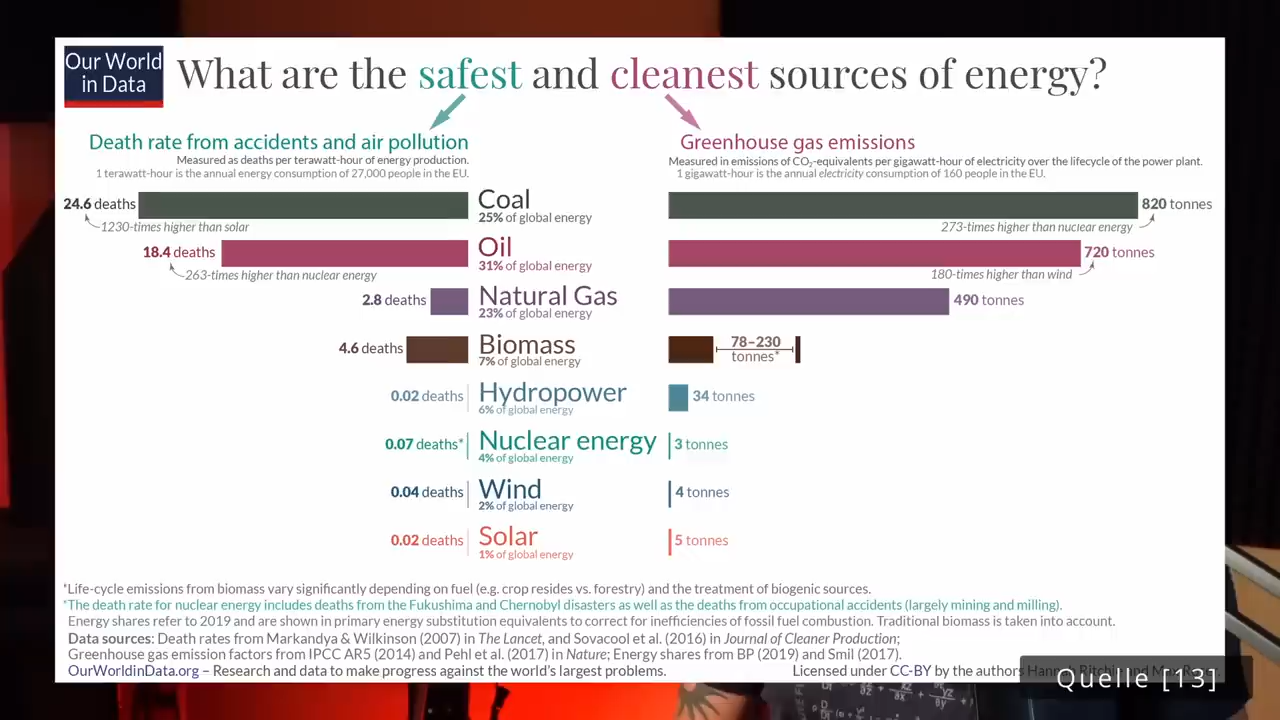 Our World
in Data
What are the safest and cleanest sources of energy?
Death rate from accidents and air pollution
Measured as deaths per terawatt-hour of energy production.
1 terawatt-hour is the annual energy consumption of 27,000 people in the EU.
Greenhouse gas emissions
Measured in emissions of CO₂-equivalents per gigawatt-hour of electricity over the lifecycle of the power plant.
1 gigawatt-hour is the annual electricity consumption of 160 people in the EU.
24.6 deaths
1230-times higher than solar
Coal
25% of global energy
820 tonnes
273-times higher than nuclear energy
18.4 deaths
263-times higher than nuclear energy
Oil
31% of global energy
720 tonnes
180-times higher than wind
2.8 deaths
Natural Gas
23% of global energy
490 tonnes
4.6 deaths
Biomass
7% of global energy
78–230
tonnes*
0.02 deaths
Hydropower
6% of global energy
34 tonnes
0.07 deaths*
Nuclear energy
4% of global energy
3 tonnes
0.04 deaths
Wind
2% of global energy
4 tonnes
0.02 deaths
Solar
1% of global energy
5 tonnes
*Life-cycle emissions from biomass vary significantly depending on fuel (e.g. crop resides vs. forestry) and the treatment of biogenic sources.
*The death rate for nuclear energy includes deaths from the Fukushima and Chernobyl disasters as well as the deaths from occupational accidents (largely mining and milling).
Energy shares refer to 2019 and are shown in primary energy substitution equivalents to correct for inefficiencies of fossil fuel combustion. Traditional biomass is taken into account.
Data sources: Death rates from Markandya & Wilkinson (2007) in The Lancet, and Sovacool et al. (2016) in Journal of Cleaner Production;
Greenhouse gas emission factors from IPCC AR5 (2014) and Pehl et al. (2017) in Nature; Energy shares from BP (2019) and Smil (2017).
OurWorldinData.org – Research and data to make progress against the world's largest problems.
Licensed under CC-BY by the authors Hannah Ritchie and
Quelle [13]